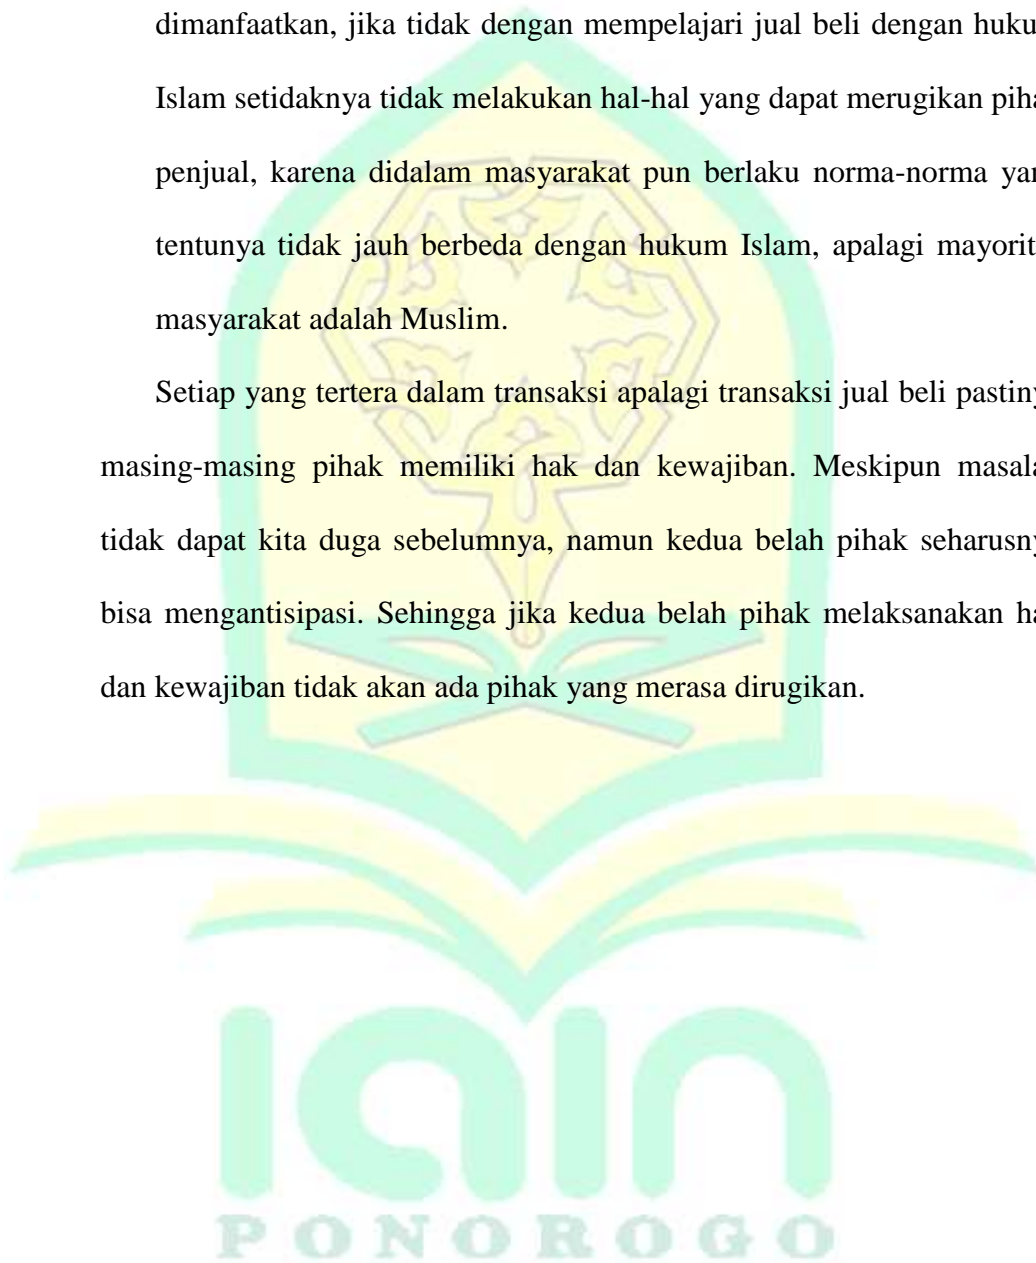 dimanfaatkan, jika tidak dengan mempelajari jual beli dengan huku
Islam setidaknya tidak melakukan hal-hal yang dapat merugikan piha
penjual, karena didalam masyarakat pun berlaku norma-norma yan
tentunya tidak jauh berbeda dengan hukum Islam, apalagi mayorit
masyarakat adalah Muslim.
Setiap yang tertera dalam transaksi apalagi transaksi jual beli pastiny
masing-masing pihak memiliki hak dan kewajiban. Meskipun masala
tidak dapat kita duga sebelumnya, namun kedua belah pihak seharusny
bisa mengantisipasi. Sehingga jika kedua belah pihak melaksanakan ha
dan kewajiban tidak akan ada pihak yang merasa dirugikan.
iain
PONOROGO